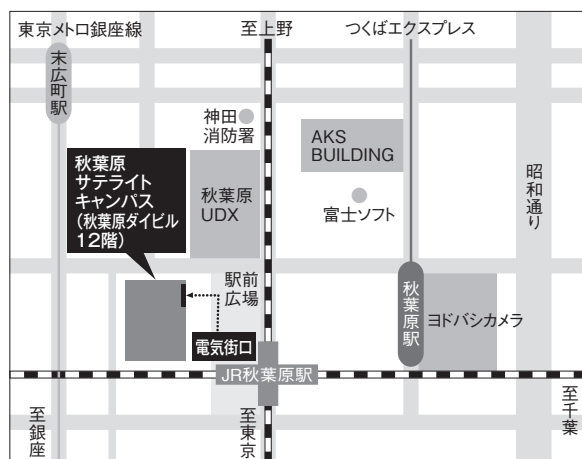 東京メトロ銀座線
至上野
つくばエクスプレス
末広町駅
神田
消防署
AKS
BUILDING
秋葉原
サテライト
キャンパス
(秋葉原ダイビル
12階)
秋葉原
UDX
富士ソフト
昭和通り
駅前
広場
秋葉原駅
ヨドバシカメラ
電気街口
JR秋葉原駅
至銀座
至東京
至千葉